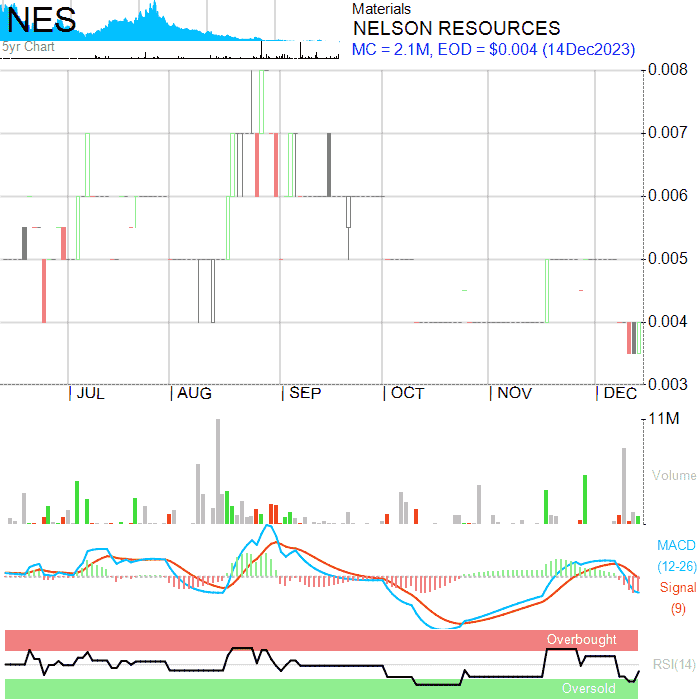 NES
5yr Chart
Materials
NELSON RESOURCES
MC = 2.1M, EOD = $0.004 (14Dec2023)
0.008
0.007
0.006
0.005
0.004
0.003
JUL AUG SEP OCT NOV DEC
11M
Volume
MACD
(12-26)
Signal
(9)
Overbought
RSI(14)
Oversold